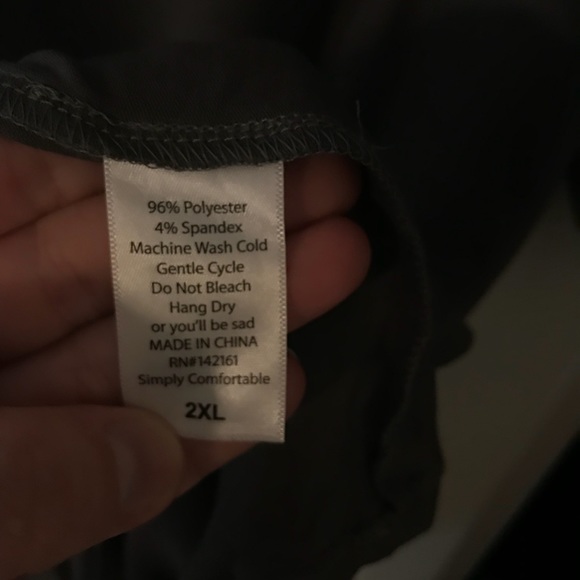 96% Polyester
4% Spandex
Machine Wash Cold
Gentle Cycle
Do Not Bleach
Hang Dry
or you'll be sad
MADE IN CHINA
RN#142161
Simply Comfortable
2XL